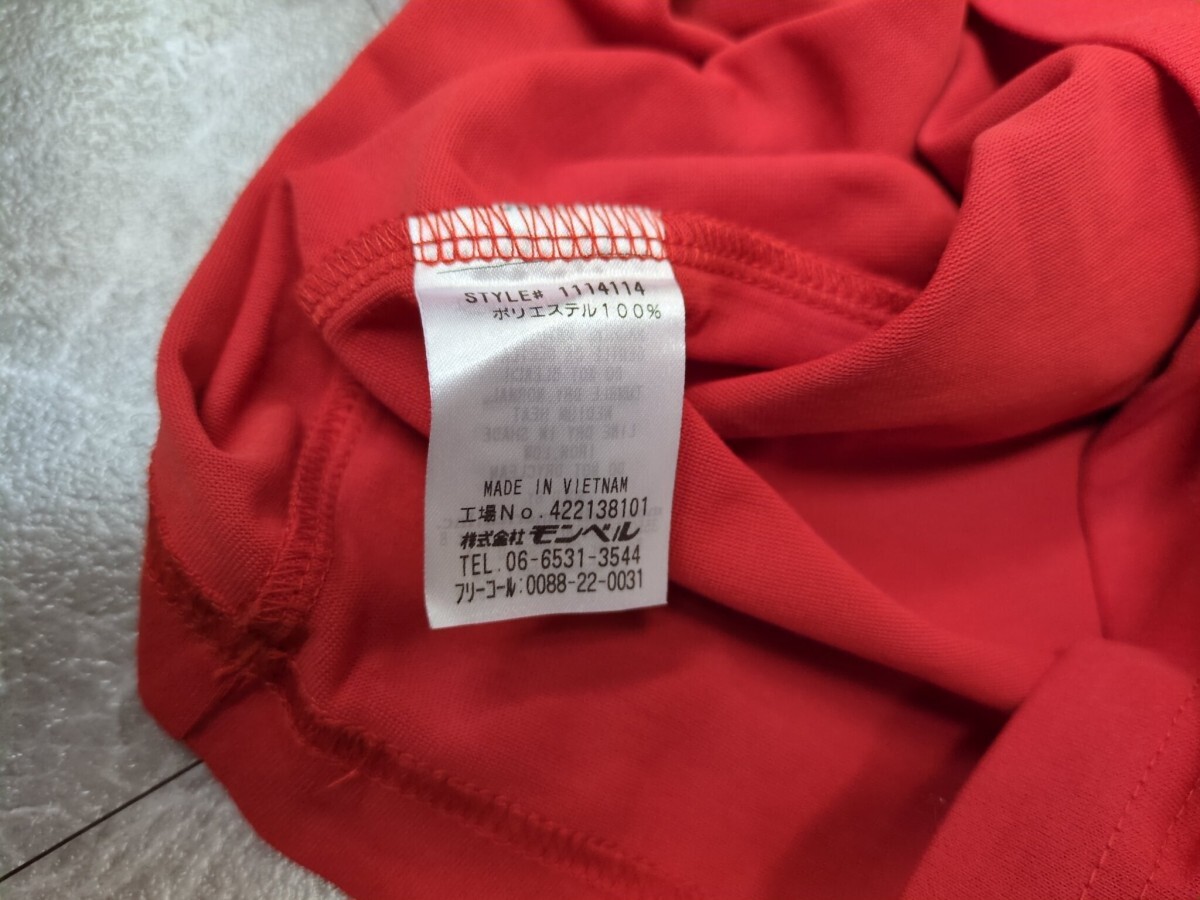 STYLE# 1114114
ポリエステル100%
MADE IN VIETNAM
工場No.422138101
株式会社 モンベル
TEL.06-6531-3544
フリーコール:0088-22-0031